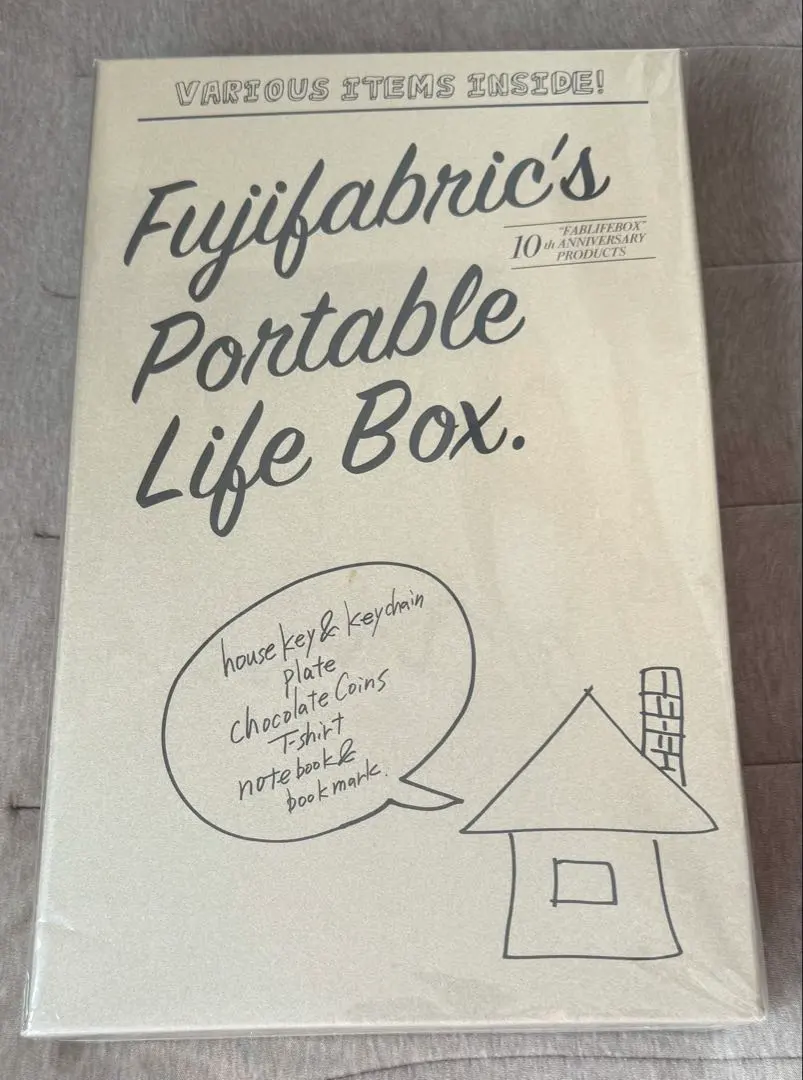 VARIOUS ITEMS INSIDE!
Fujifabric's
"FABLIFEBOX"
10th ANNIVERSARY
PRODUCTS
Portable
Life Box.
house key & keychain
plate
chocolate Coins
T-shirt
notebook &
bookmark.